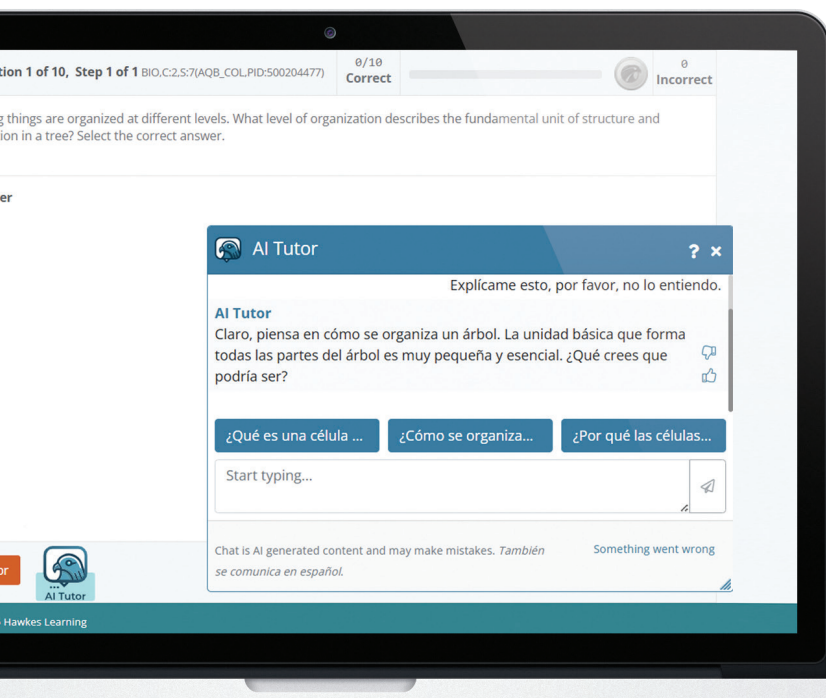 tion 1 of 10, Step 1 of 1 BIO,C:2,S:7(AQB_COL,PID:500204477)
0/10
Correct
0
Incorrect
g things are organized at different levels. What level of organization describes the fundamental unit of structure and
ion in a tree? Select the correct answer.
er
AI Tutor
? ×
Explícame esto, por favor, no lo entiendo.
AI Tutor
Claro, piensa en cómo se organiza un árbol. La unidad básica que forma
todas las partes del árbol es muy pequeña y esencial. ¿Qué crees que
podría ser?
¿Qué es una célula ...
¿Cómo se organiza...
¿Por qué las células...
Start typing...
Chat is AI generated content and may make mistakes. También
se comunica en español.
Something went wrong
or
AI Tutor
Hawkes Learning